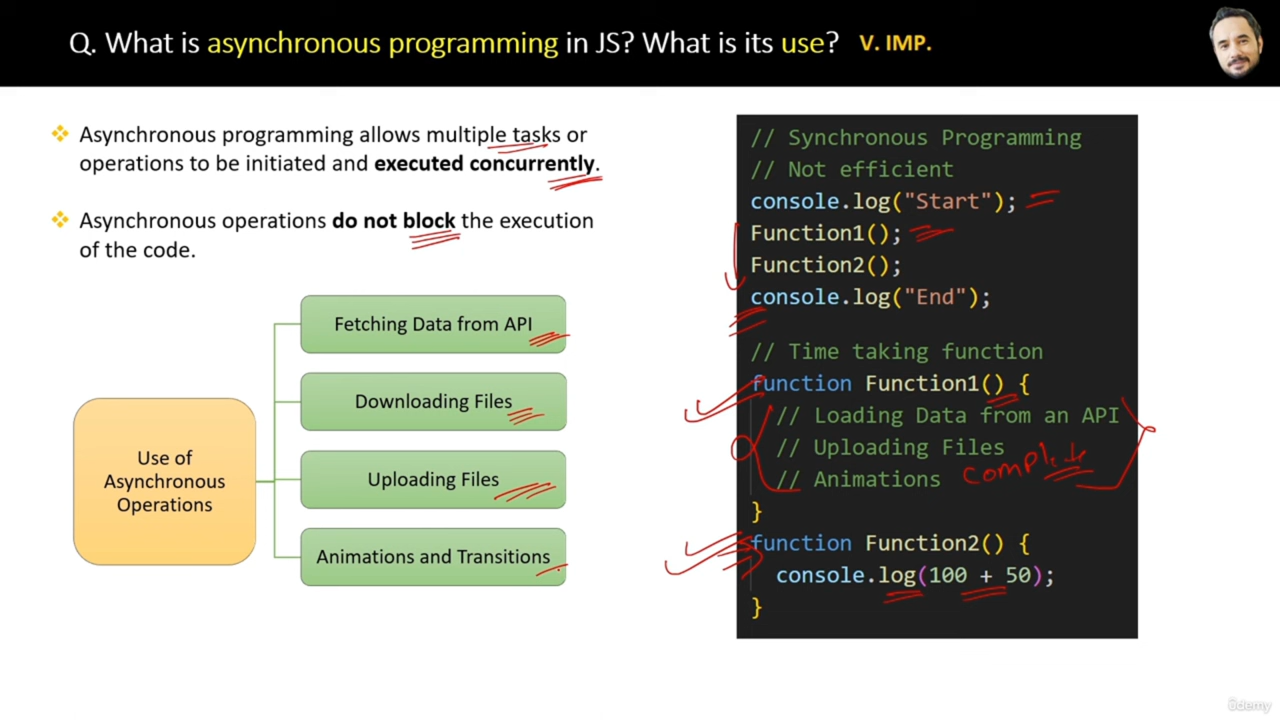 Q. What is asynchronous programming in JS? What is its use? V. IMP.
Asynchronous programming allows multiple tasks or
operations to be initiated and executed concurrently.
Asynchronous operations do not block the execution
of the code.
Use of
Asynchronous
Operations
Fetching Data from API
Downloading Files
Uploading Files
Animations and Transitions
// Synchronous Programming
// Not efficient
console.log("Start");
Function1();
Function2();
console.log("End");
// Time taking function
function Function1() {
// Loading Data from an API
// Uploading Files
// Animations
complete
}
function Function2() {
console.log(100 + 50);
}
ûdemy